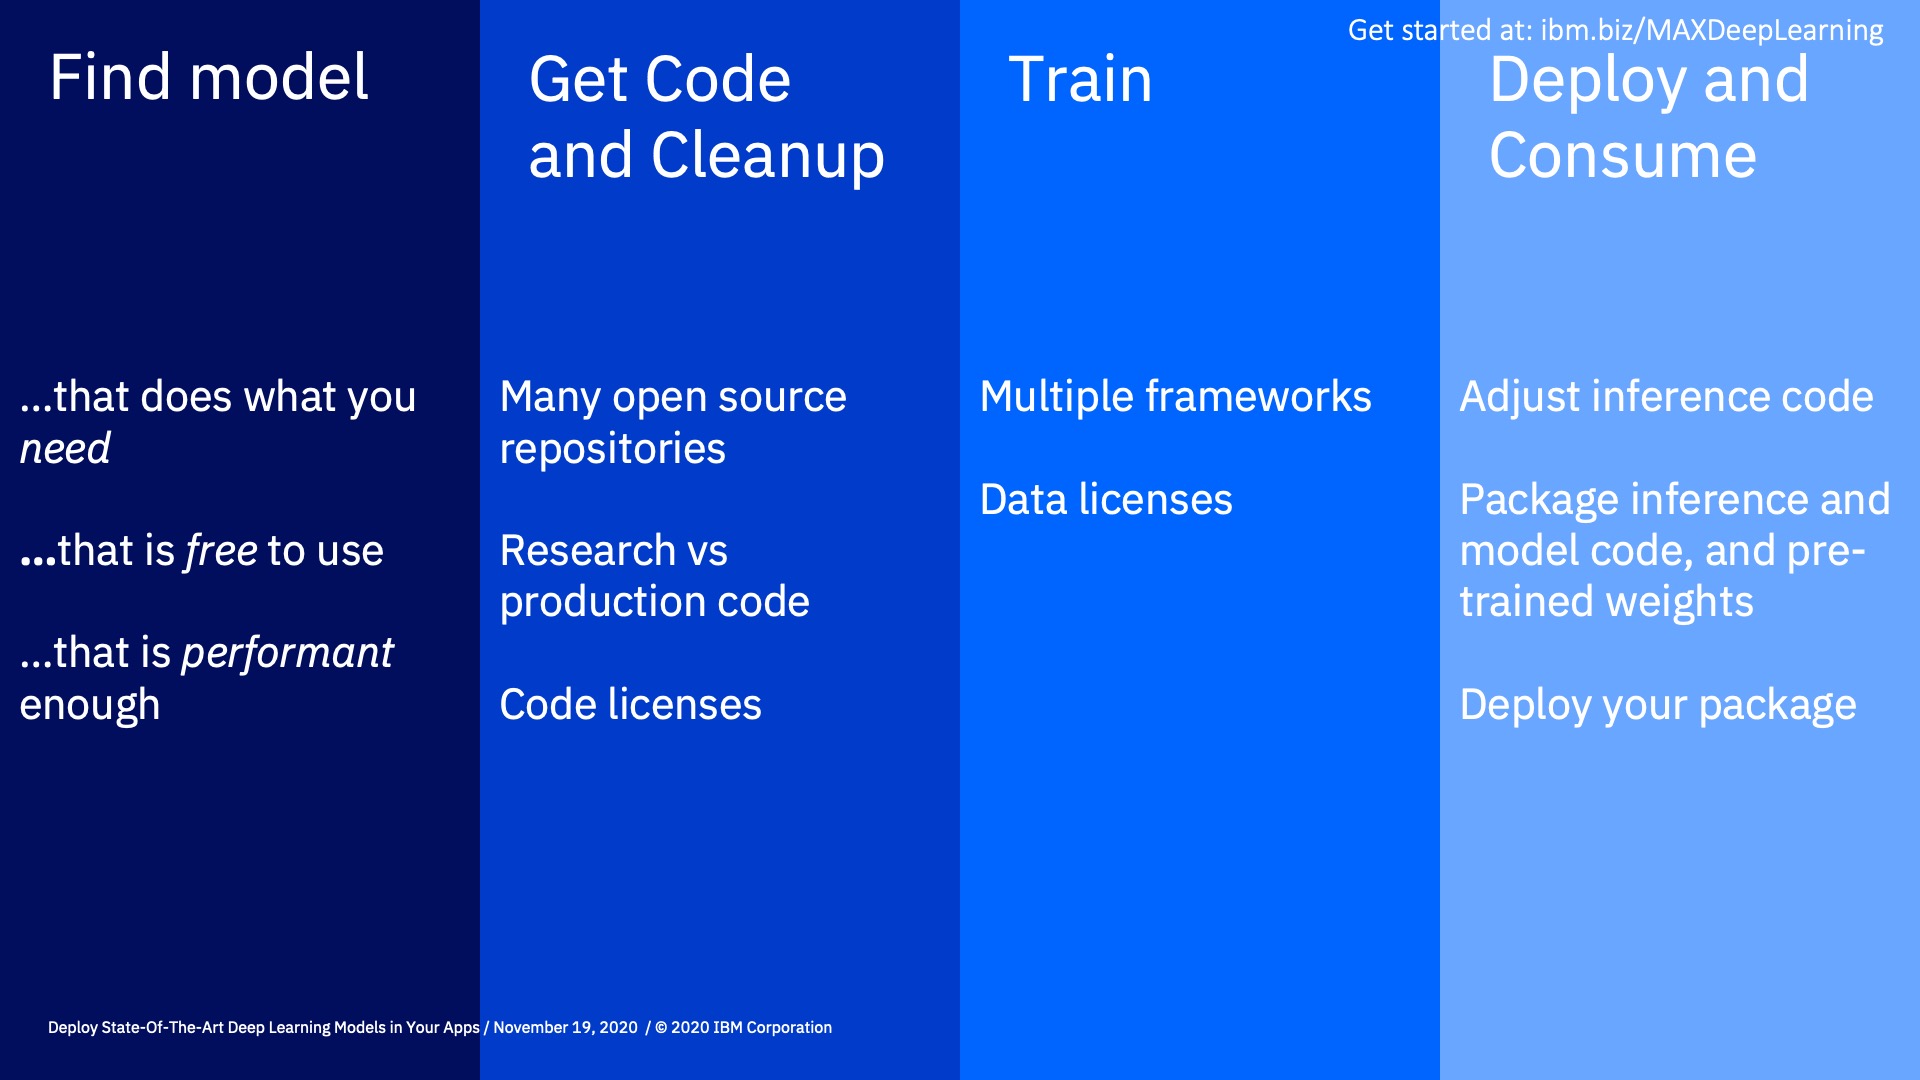 Get started at: ibm.biz/MAXDeepLearning
Find model
…that does what you
need
…that is free to use
…that is performant
enough
Get Code
and Cleanup
Many open source
repositories
Research vs
production code
Code licenses
Train
Multiple frameworks
Data licenses
Deploy and
Consume
Adjust inference code
Package inference and
model code, and pre-
trained weights
Deploy your package
Deploy State-Of-The-Art Deep Learning Models in Your Apps / November 19, 2020 / © 2020 IBM Corporation